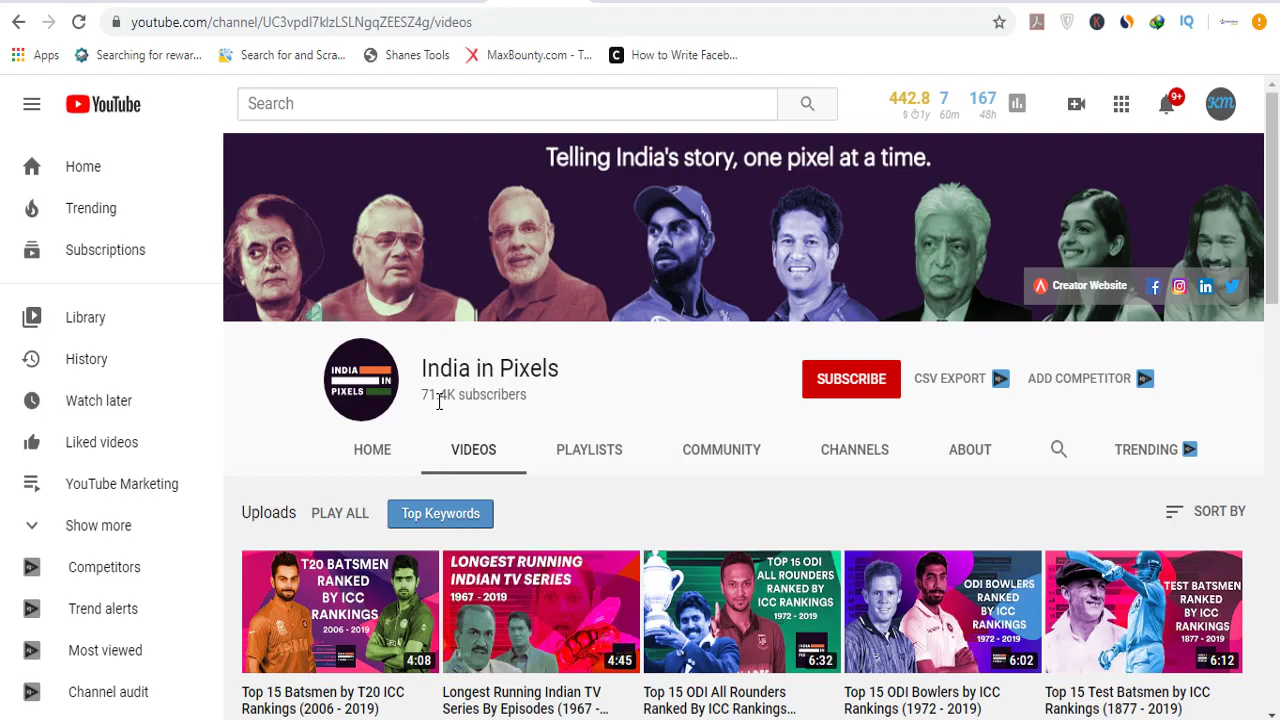 youtube.com/channel/UC3vpdI7klzLSLNgqZEESZ4g/videos
Apps
Searching for rewar...
Search for and Scra...
Shanes Tools
MaxBounty.com - T...
How to Write Faceb...
YouTube
Search
442.8 7 167
$ 1y 60m 48h
9+
KM
Home
Trending
Subscriptions
Library
History
Watch later
Liked videos
YouTube Marketing
Show more
Competitors
Trend alerts
Most viewed
Channel audit
Telling India's story, one pixel at a time.
Creator Website
INDIA
IN
PIXELS
India in Pixels
71.4K subscribers
SUBSCRIBE
CSV EXPORT
ADD COMPETITOR
HOME VIDEOS PLAYLISTS COMMUNITY CHANNELS ABOUT TRENDING
Uploads PLAY ALL Top Keywords SORT BY
T20 BATSMEN
RANKED
BY ICC
RANKINGS
2006 - 2019
4:08
Top 15 Batsmen by T20 ICC
Rankings (2006 - 2019)
LONGEST RUNNING
INDIAN TV SERIES
1967 - 2019
4:45
Longest Running Indian TV
Series By Episodes (1967 -...
TOP 15 ODI
ALL ROUNDERS
RANKED BY ICC
RANKINGS
1972 - 2019
6:32
Top 15 ODI All Rounders
Ranked By ICC Rankings...
ODI BOWLERS
RANKED
BY ICC
RANKINGS
1972 - 2019
6:02
Top 15 ODI Bowlers by ICC
Rankings (1972 - 2019)
TEST BATSMEN
RANKED
BY ICC
RANKINGS
1877 - 2019
6:12
Top 15 Test Batsmen by ICC
Rankings (1877 - 2019)